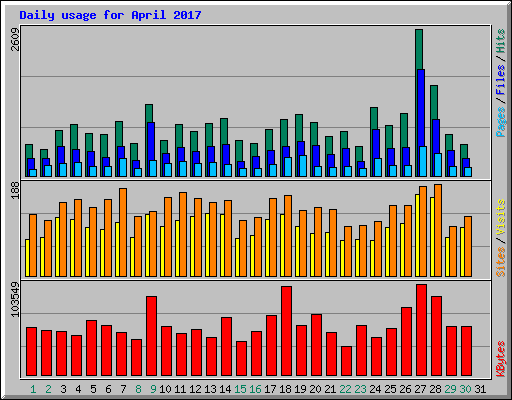 Daily usage for April 2017
2609
Pages / Files / Hits
188
Sites / Visits
103549
KBytes
1 2 3 4 5 6 7 8 9 10 11 12 13 14 15 16 17 18 19 20 21 22 23 24 25 26 27 28 29 30 31